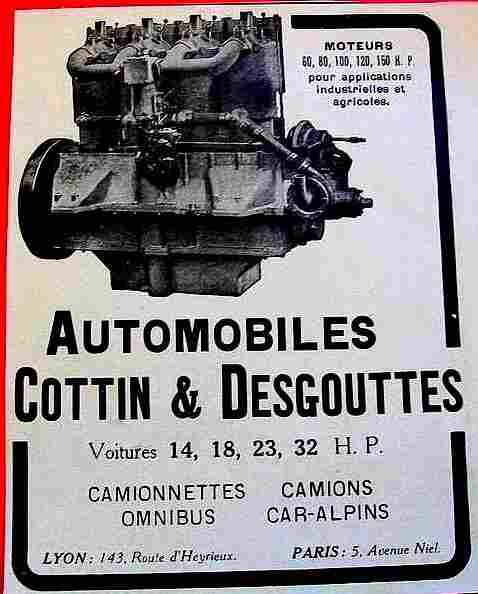 MOTEURS
60, 80, 100, 120, 150 H. P.
pour applications
industrielles et
agricoles.
AUTOMOBILES
COTTIN & DESGOUTTES
Voitures 14, 18, 23, 32 H. P.
CAMIONNETTES CAMIONS
OMNIBUS CAR-ALPINS
LYON : 143, Route d'Heyrieux. PARIS : 5, Avenue Niel.